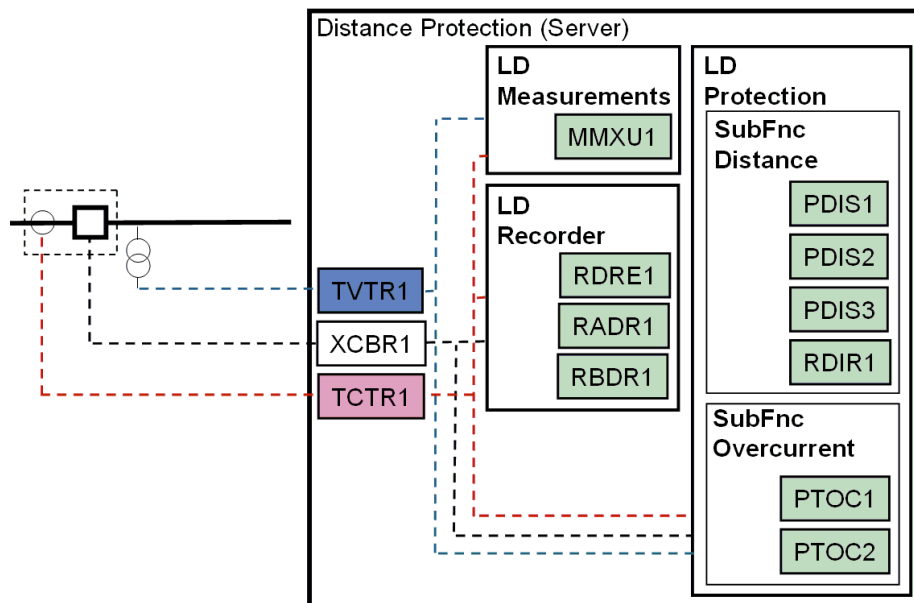 Distance Protection (Server)
LD
Measurements
MMXU1
LD
Recorder
RDRE1
RADR1
RBDR1
LD
Protection
SubFnc
Distance
PDIS1
PDIS2
PDIS3
RDIR1
SubFnc
Overcurrent
PTOC1
PTOC2
TVTR1
XCBR1
TCTR1